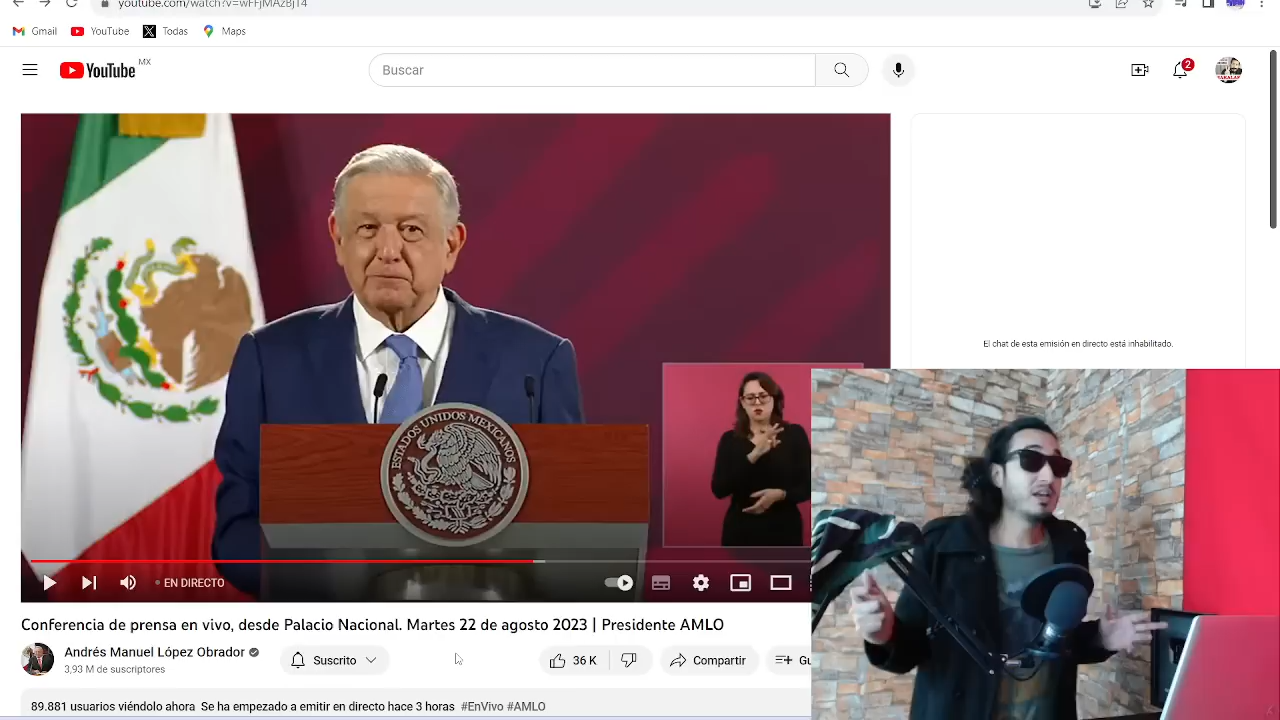 youtube.com/watch?v=wFFjMAzBjT4
Gmail YouTube Todas Maps
YouTube MX
Buscar
2
ESTADOS UNIDOS MEXICANOS
El chat de esta emisión en directo está inhabilitado.
EN DIRECTO
Conferencia de prensa en vivo, desde Palacio Nacional. Martes 22 de agosto 2023 | Presidente AMLO
Andrés Manuel López Obrador
3,93 M de suscriptores
Suscrito
36 K
Compartir
Gu
89.881 usuarios viéndolo ahora Se ha empezado a emitir en directo hace 3 horas #EnVivo #AMLO